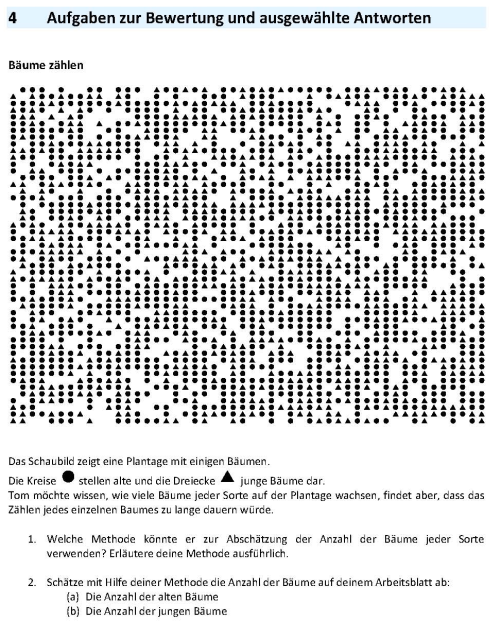 4 Aufgaben zur Bewertung und ausgewählte Antworten
Bäume zählen
Das Schaubild zeigt eine Plantage mit einigen Bäumen.
Die Kreise ● stellen alte und die Dreiecke ▲ junge Bäume dar.
Tom möchte wissen, wie viele Bäume jeder Sorte auf der Plantage wachsen, findet aber, dass das
Zählen jedes einzelnen Baumes zu lange dauern würde.
1. Welche Methode könnte er zur Abschätzung der Anzahl der Bäume jeder Sorte
verwenden? Erläutere deine Methode ausführlich.
2. Schätze mit Hilfe deiner Methode die Anzahl der Bäume auf deinem Arbeitsblatt ab:
(a) Die Anzahl der alten Bäume
(b) Die Anzahl der jungen Bäume